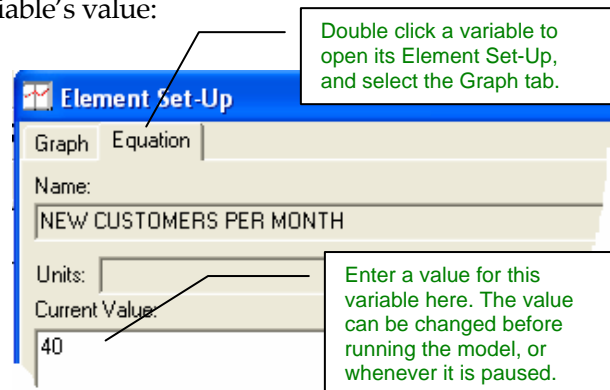 iable's value:
Double click a variable to
open its Element Set-Up,
and select the Graph tab.
Element Set-Up
Graph Equation
Name:
NEW CUSTOMERS PER MONTH
Units:
Current Value:
40
Enter a value for this
variable here. The value
can be changed before
running the model, or
whenever it is paused.